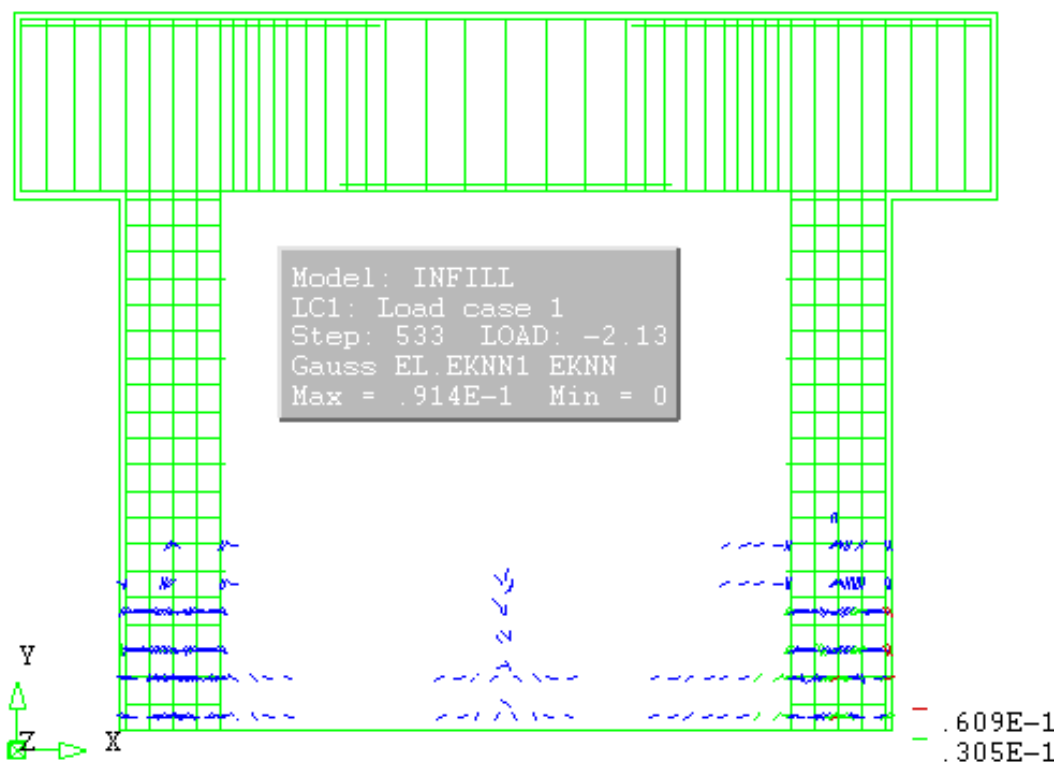 Model: INFILL
LC1: Load case 1
Step: 533 LOAD: -2.13
Gauss EL.EKNN1 EKNN
Max = .914E-1 Min = 0
Y
Z X
.609E-1
.305E-1